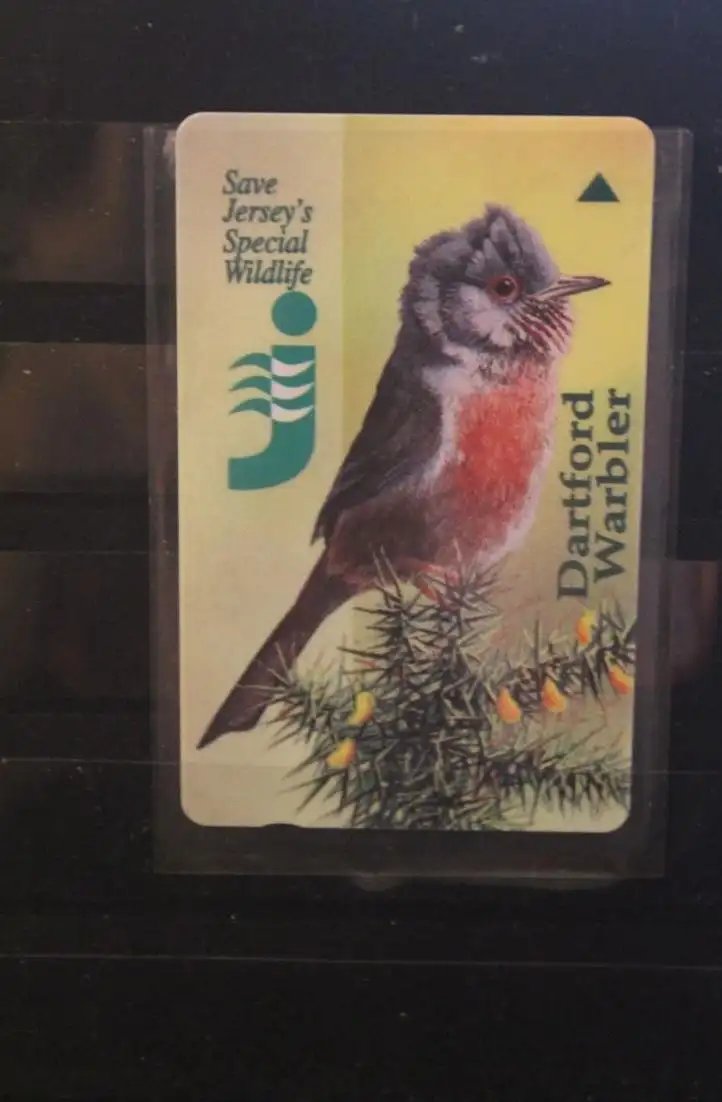 Save
Jersey's
Special
Wildlife
Dartford
Warbler